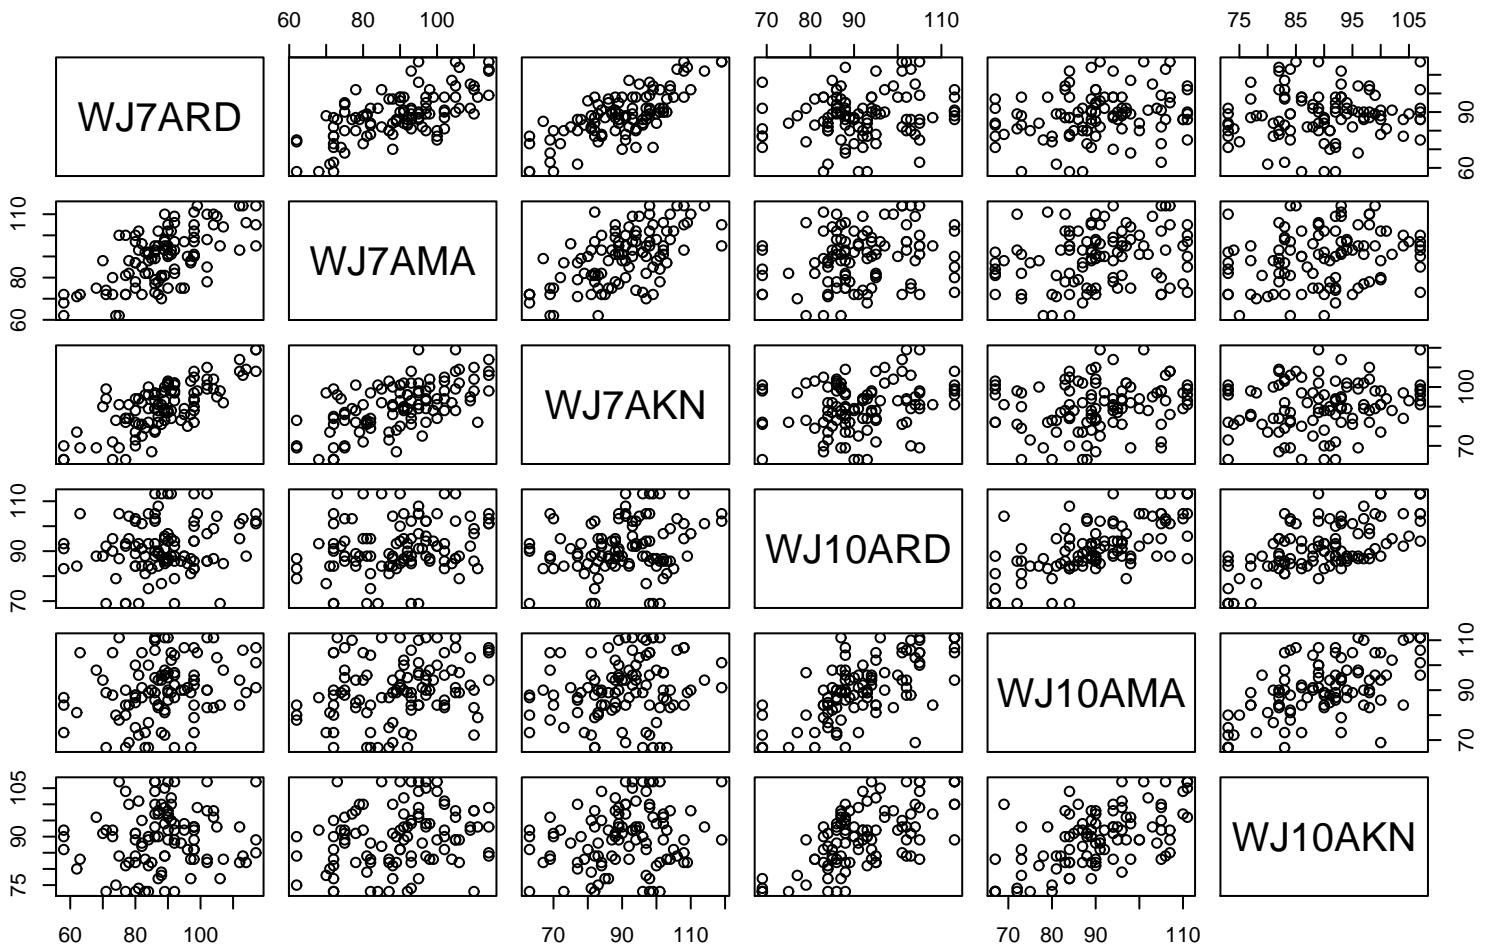 60 80 100 70 80 90 110 75 85 95 105
WJ7ARD 60 90
60 80 110 WJ7AMA
WJ7AKN 70 100
70 90 110 WJ10ARD
WJ10AMA 70 90 110
75 90 105 WJ10AKN
60 80 100 70 90 110 70 80 90 110